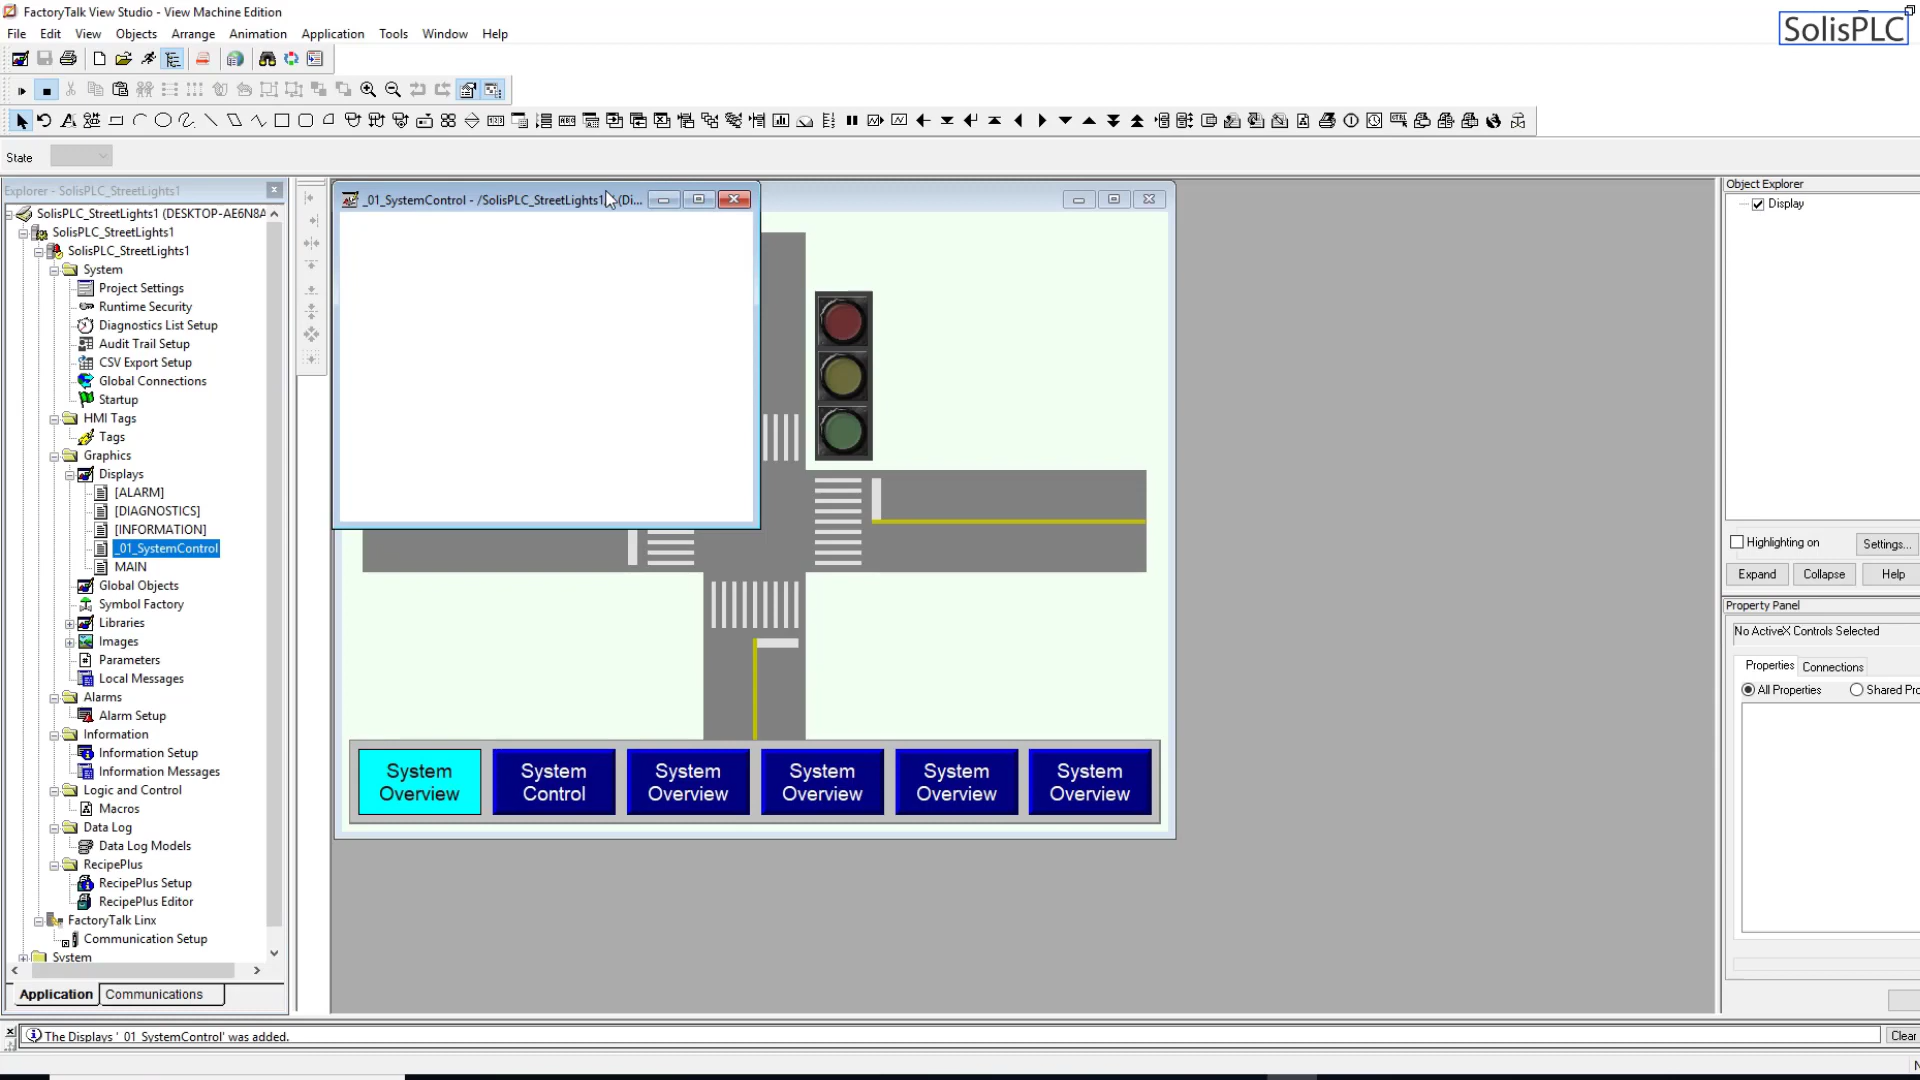 FactoryTalk View Studio - View Machine Edition
File Edit View Objects Arrange Animation Application Tools Window Help
SolisPLC
State
Explorer - SolisPLC_StreetLights1
SolisPLC_StreetLights1 (DESKTOP-AE6N8A
SolisPLC_StreetLights1
SolisPLC_StreetLights1
System
Project Settings
Runtime Security
Diagnostics List Setup
Audit Trail Setup
CSV Export Setup
Global Connections
Startup
HMI Tags
Tags
Graphics
Displays
[ALARM]
[DIAGNOSTICS]
[INFORMATION]
_01_SystemControl
MAIN
Global Objects
Symbol Factory
Libraries
Images
Parameters
Local Messages
Alarms
Alarm Setup
Information
Information Setup
Information Messages
Logic and Control
Macros
Data Log
Data Log Models
RecipePlus
RecipePlus Setup
RecipePlus Editor
FactoryTalk Linx
Communication Setup
System
Application Communications
_01_SystemControl - /SolisPLC_StreetLights1 (Di...
System Overview
System Control
System Overview
System Overview
System Overview
System Overview
Object Explorer
Display
Highlighting on Settings...
Expand Collapse Help
Property Panel
No ActiveX Controls Selected
Properties Connections
All Properties Shared Pro
The Displays '_01_SystemControl' was added.
Clear